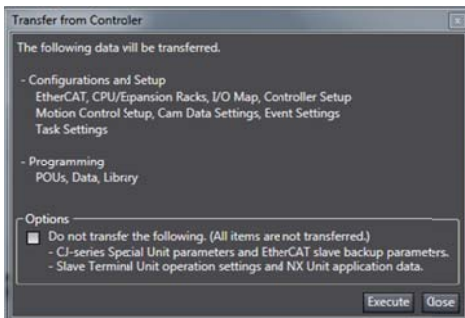 Transfer from Controler
The following data will be transferred.
- Configurations and Setup
EtherCAT, CPU/Expansion Racks, I/O Map, Controller Setup
Motion Control Setup, Cam Data Settings, Event Settings
Task Settings
- Programming
POUs, Data, Library
Options
Do not transfer the following. (All items are not transferred.)
- CJ-series Special Unit parameters and EtherCAT slave backup parameters.
- Slave Terminal Unit operation settings and NX Unit application data.
Execute Close